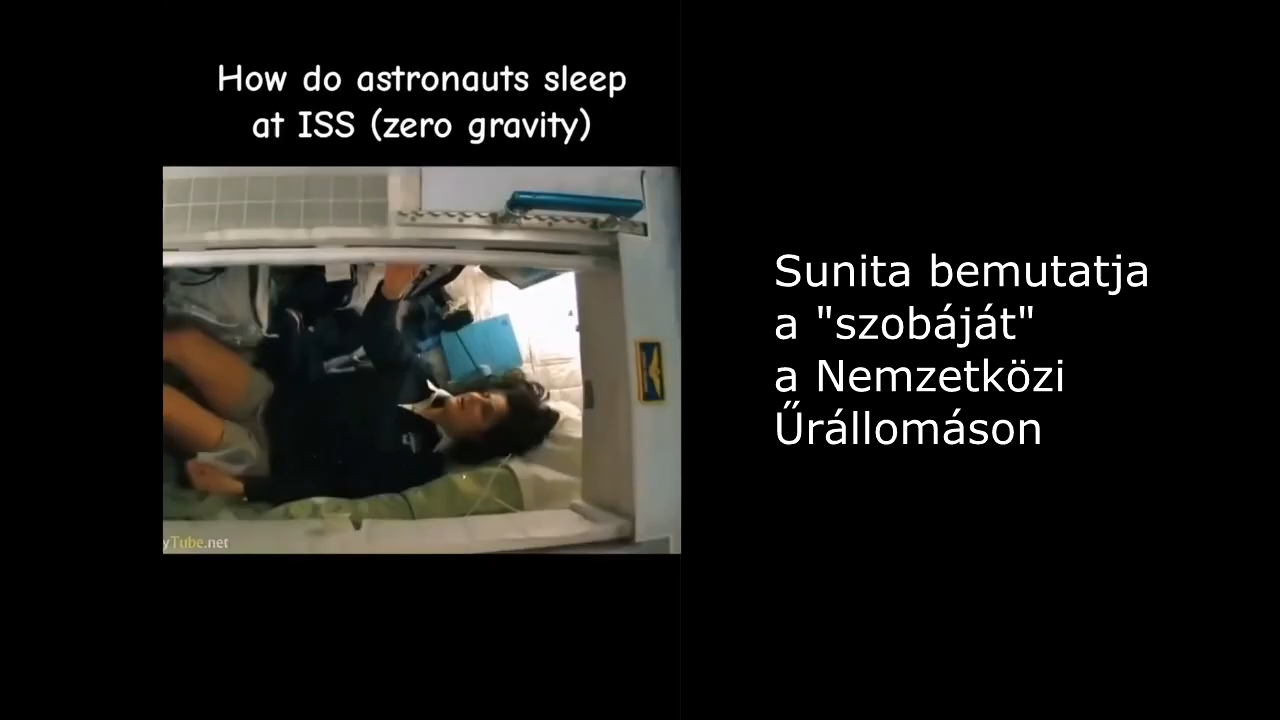 How do astronauts sleep
at ISS (zero gravity)
Sunita bemutatja
a "szobáját"
a Nemzetközi
Űrállomáson
yTube.net